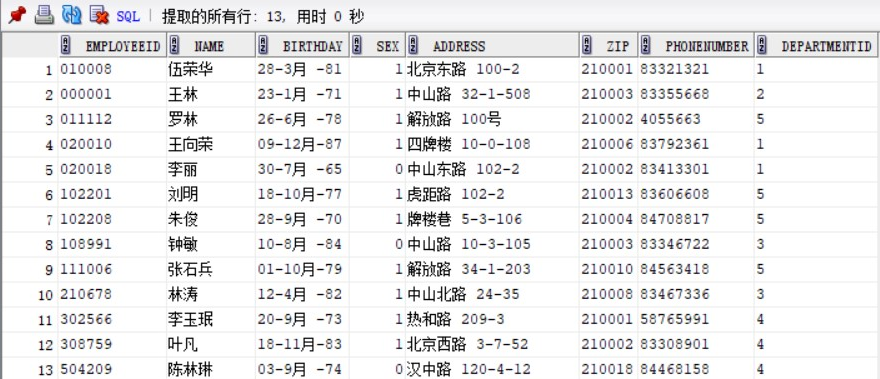 SQL | 提取的所有行: 13, 用时 0 秒
EMPLOYEEID NAME BIRTHDAY SEX ADDRESS ZIP PHONENUMBER DEPARTMENTID
1 010008 伍荣华 28-3月 -81 1 北京东路 100-2 210001 83321321 1
2 000001 王林 23-1月 -71 1 中山路 32-1-508 210003 83355668 2
3 011112 罗林 26-6月 -78 1 解放路 100号 210002 4055663 5
4 020010 王向荣 09-12月-87 1 四牌楼 10-0-108 210006 83792361 1
5 020018 李丽 30-7月 -65 0 中山东路 102-2 210002 83413301 1
6 102201 刘明 18-10月-77 1 虎距路 102-2 210013 83606608 5
7 102208 朱俊 28-9月 -70 1 牌楼巷 5-3-106 210004 84708817 5
8 108991 钟敏 10-8月 -84 0 中山路 10-3-105 210003 83346722 3
9 111006 张石兵 01-10月-79 1 解放路 34-1-203 210010 84563418 5
10 210678 林涛 12-4月 -82 1 中山北路 24-35 210008 83467336 3
11 302566 李玉珉 20-9月 -73 1 热和路 209-3 210001 58765991 4
12 308759 叶凡 18-11月-83 1 北京西路 3-7-52 210002 83308901 4
13 504209 陈林琳 03-9月 -74 0 汉中路 120-4-12 210018 84468158 4